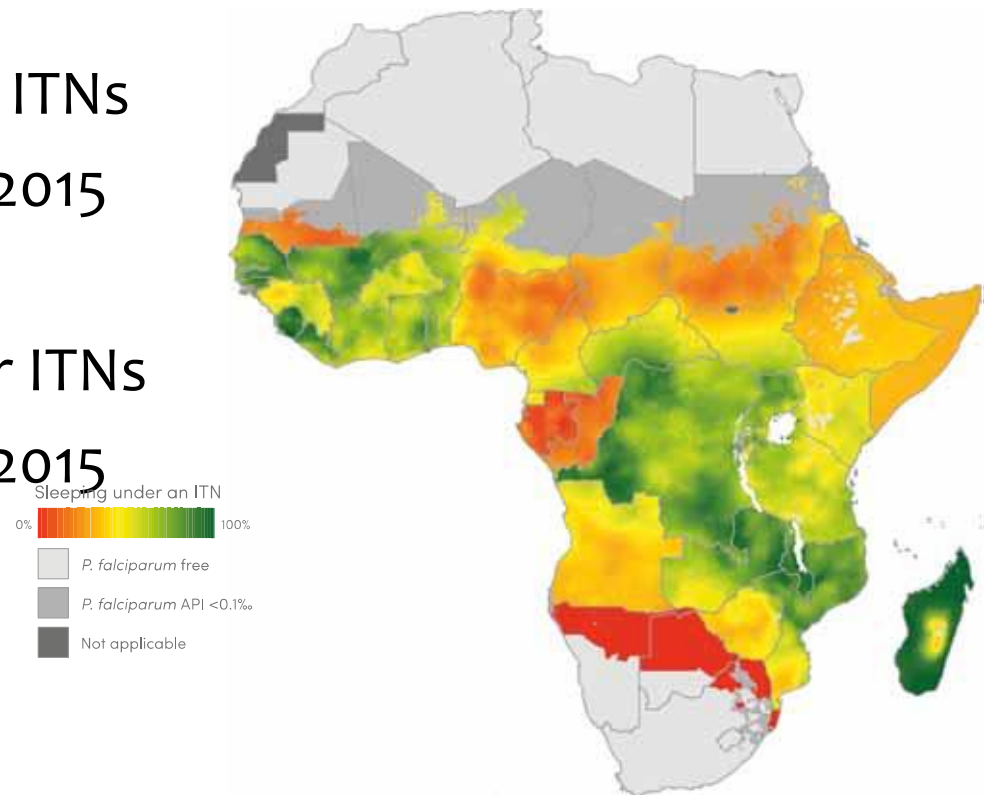 ITNs
2015
r ITNs
2015
Sleeping under an ITN
0%
100%
P. falciparum free
P. falciparum API <0.1‰
Not applicable